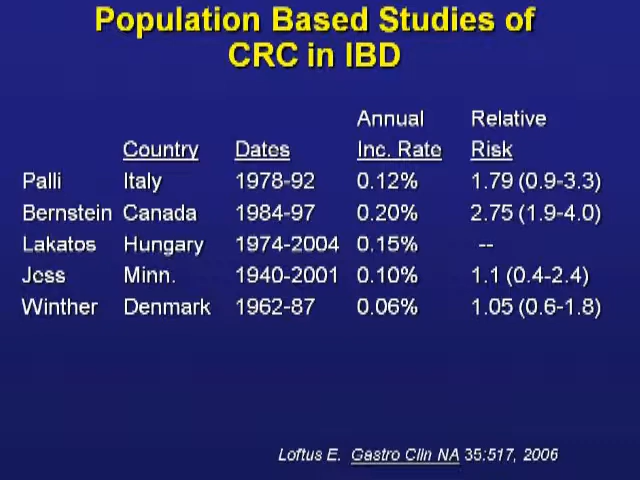 Population Based Studies of
CRC in IBD
Annual Relative
Country Dates Inc. Rate Risk
Palli Italy 1978-92 0.12% 1.79 (0.9-3.3)
Bernstein Canada 1984-97 0.20% 2.75 (1.9-4.0)
Lakatos Hungary 1974-2004 0.15% --
Jess Minn. 1940-2001 0.10% 1.1 (0.4-2.4)
Winther Denmark 1962-87 0.06% 1.05 (0.6-1.8)
Loftus E. Gastro Clin NA 35:517, 2006